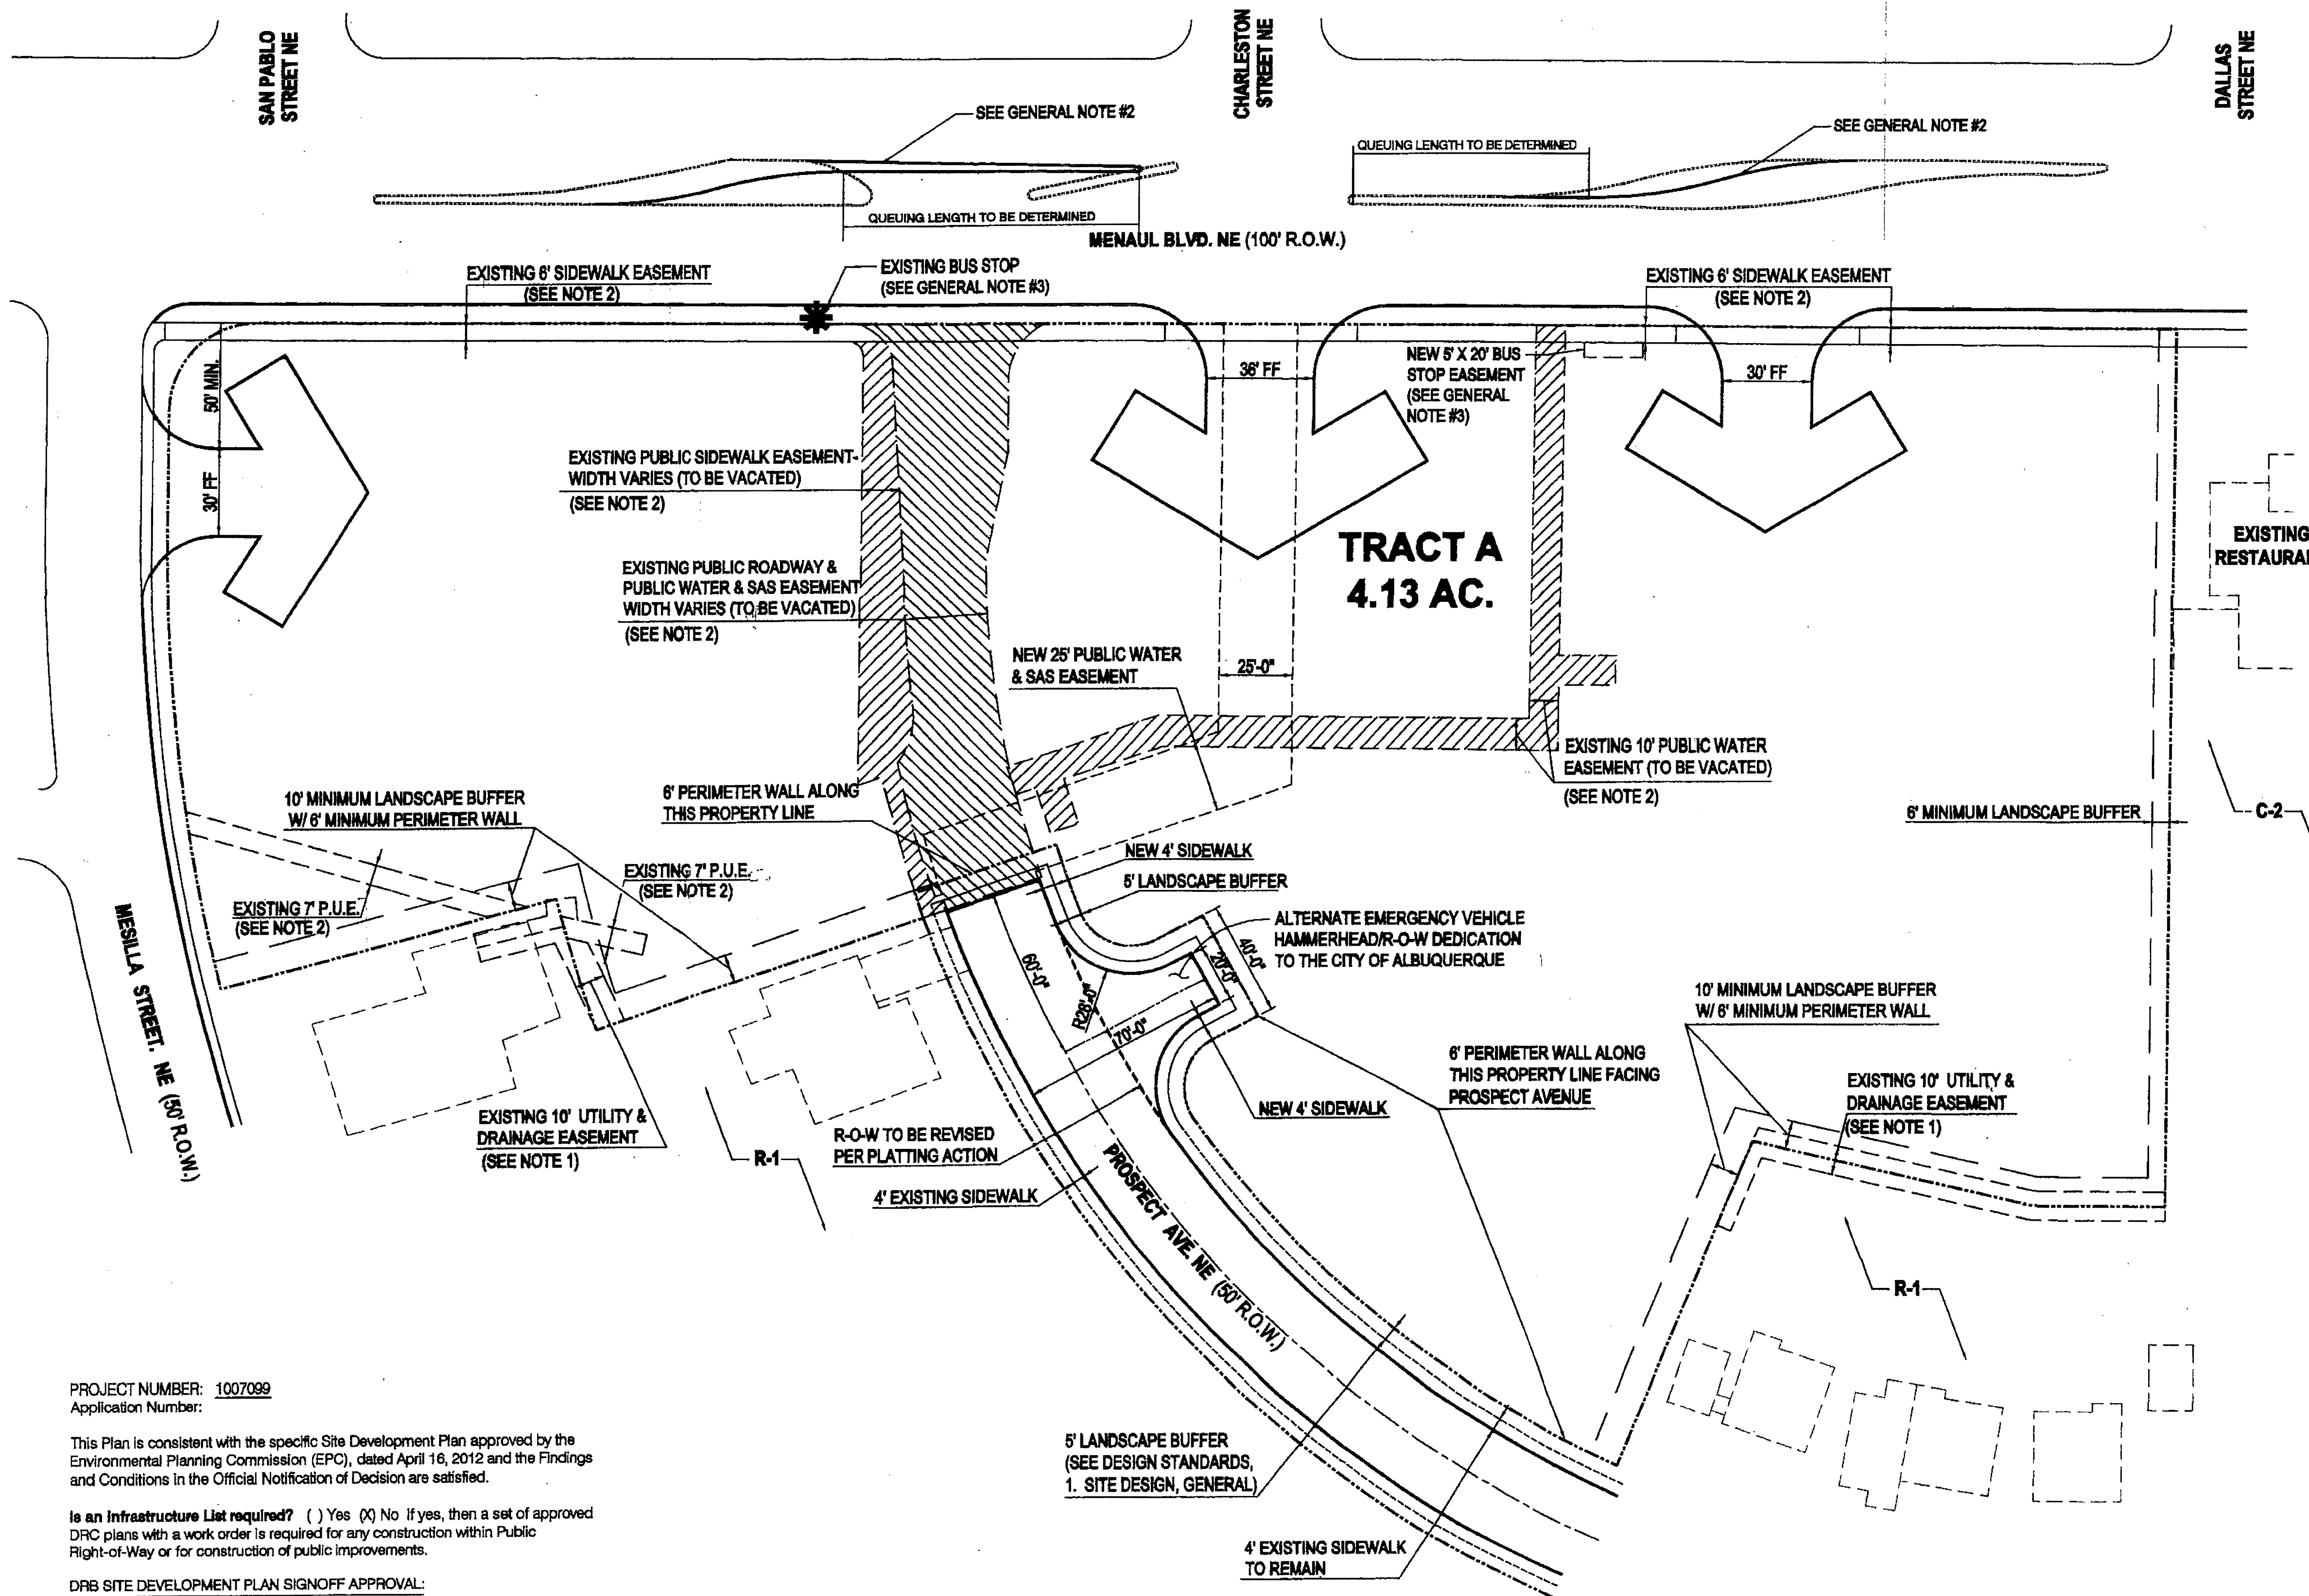 SAN PABLO
STREET NE
CHARLESTON
STREET NE
DALLAS
STREET NE
SEE GENERAL NOTE #2
SEE GENERAL NOTE #2
QUEUING LENGTH TO BE DETERMINED
QUEUING LENGTH TO BE DETERMINED
MENAUL BLVD. NE (100' R.O.W.)
EXISTING 6' SIDEWALK EASEMENT
(SEE NOTE 2)
EXISTING BUS STOP
(SEE GENERAL NOTE #3)
EXISTING 6' SIDEWALK EASEMENT
(SEE NOTE 2)
50' MIN.
30' FF
36' FF
NEW 5' X 20' BUS
STOP EASEMENT
(SEE GENERAL
NOTE #3)
30' FF
EXISTING PUBLIC SIDEWALK EASEMENT-
WIDTH VARIES (TO BE VACATED)
(SEE NOTE 2)
EXISTING PUBLIC ROADWAY &
PUBLIC WATER & SAS EASEMENT
WIDTH VARIES (TO BE VACATED)
(SEE NOTE 2)
TRACT A
4.13 AC.
EXISTING
RESTAURA
NEW 25' PUBLIC WATER
& SAS EASEMENT
25'-0"
EXISTING 10' PUBLIC WATER
EASEMENT (TO BE VACATED)
(SEE NOTE 2)
10' MINIMUM LANDSCAPE BUFFER
W/ 6' MINIMUM PERIMETER WALL
6' PERIMETER WALL ALONG
THIS PROPERTY LINE
6' MINIMUM LANDSCAPE BUFFER
C-2
EXISTING 7' P.U.E.
(SEE NOTE 2)
EXISTING 7' P.U.E.
(SEE NOTE 2)
NEW 4' SIDEWALK
5' LANDSCAPE BUFFER
ALTERNATE EMERGENCY VEHICLE
HAMMERHEAD/R-O-W DEDICATION
TO THE CITY OF ALBUQUERQUE
40'-0"
20'-0"
60'-0"
R28'-0"
70'-0"
MESILLA STREET. NE (50' R.O.W.)
10' MINIMUM LANDSCAPE BUFFER
W/ 6' MINIMUM PERIMETER WALL
6' PERIMETER WALL ALONG
THIS PROPERTY LINE FACING
PROSPECT AVENUE
EXISTING 10' UTILITY &
DRAINAGE EASEMENT
(SEE NOTE 1)
NEW 4' SIDEWALK
EXISTING 10' UTILITY &
DRAINAGE EASEMENT
(SEE NOTE 1)
R-1
R-O-W TO BE REVISED
PER PLATTING ACTION
4' EXISTING SIDEWALK
PROSPECT AVE. NE (50' R.O.W.)
R-1
PROJECT NUMBER: 1007099
Application Number:
This Plan is consistent with the specific Site Development Plan approved by the
Environmental Planning Commission (EPC), dated April 16, 2012 and the Findings
and Conditions in the Official Notification of Decision are satisfied.
Is an Infrastructure List required? ( ) Yes (X) No If yes, then a set of approved
DRC plans with a work order is required for any construction within Public
Right-of-Way or for construction of public improvements.
DRB SITE DEVELOPMENT PLAN SIGNOFF APPROVAL:
5' LANDSCAPE BUFFER
(SEE DESIGN STANDARDS,
1. SITE DESIGN, GENERAL)
4' EXISTING SIDEWALK
TO REMAIN